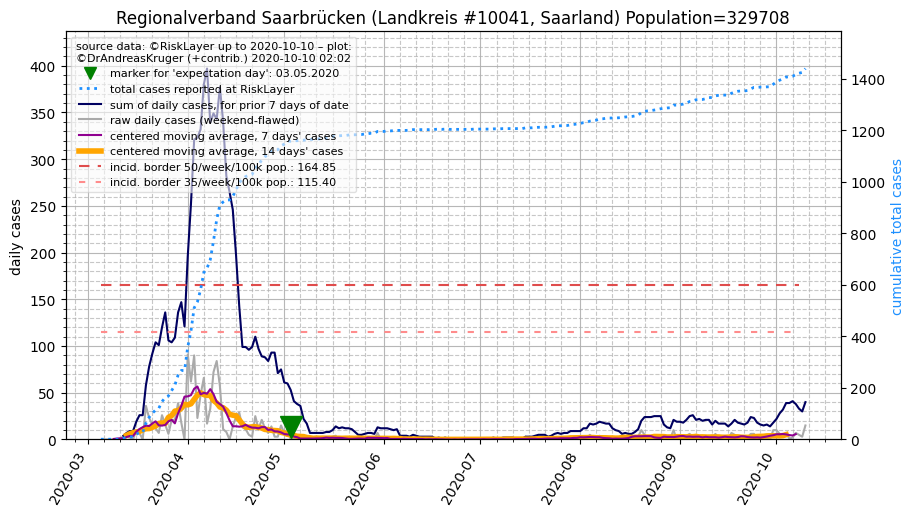 Regionalverband Saarbrücken (Landkreis #10041, Saarland) Population=329708
source data: ©RiskLayer up to 2020-10-10 – plot:
©DrAndreasKruger (+contrib.) 2020-10-10 02:02
marker for 'expectation day': 03.05.2020
total cases reported at RiskLayer
sum of daily cases, for prior 7 days of date
raw daily cases (weekend-flawed)
centered moving average, 7 days' cases
centered moving average, 14 days' cases
incid. border 50/week/100k pop.: 164.85
incid. border 35/week/100k pop.: 115.40
daily cases
400
350
300
250
200
150
100
50
0
cumulative total cases
1400
1200
1000
800
600
400
200
0
2020-03
2020-04
2020-05
2020-06
2020-07
2020-08
2020-09
2020-10